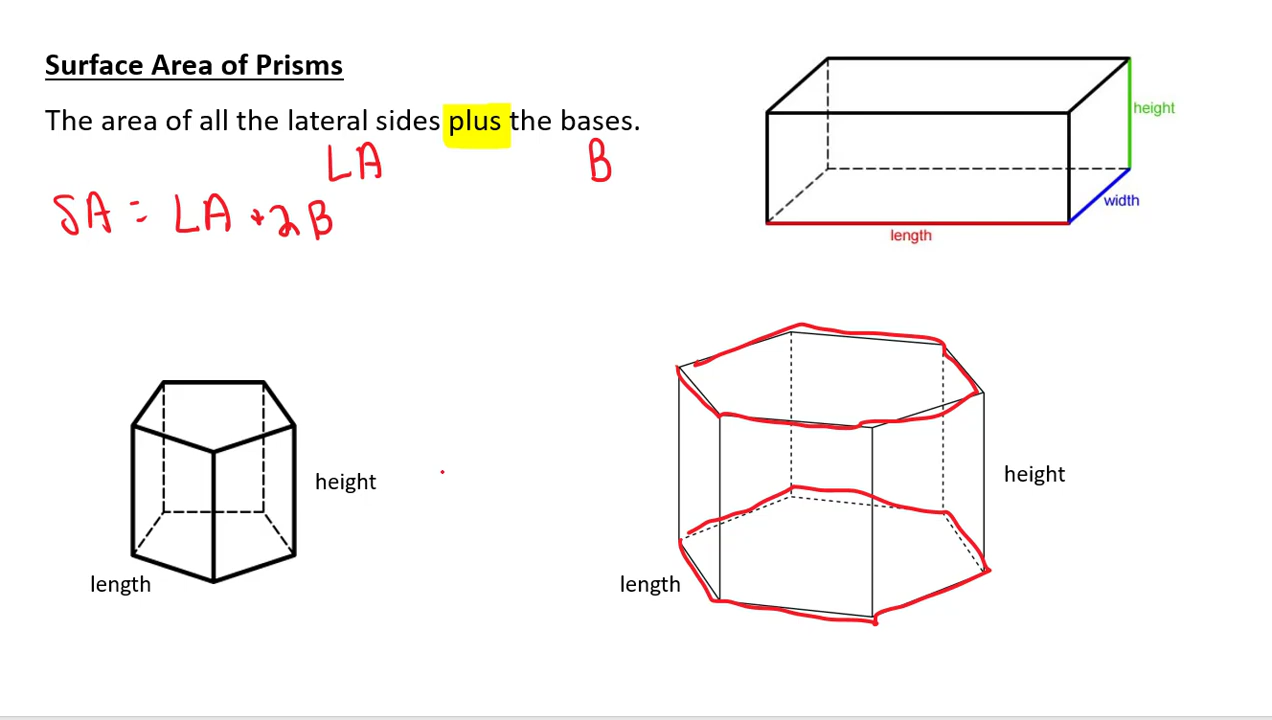 Surface Area of Prisms
The area of all the lateral sides plus the bases.
LA B
SA = LA + 2B
height
width
length
height
length
height
length